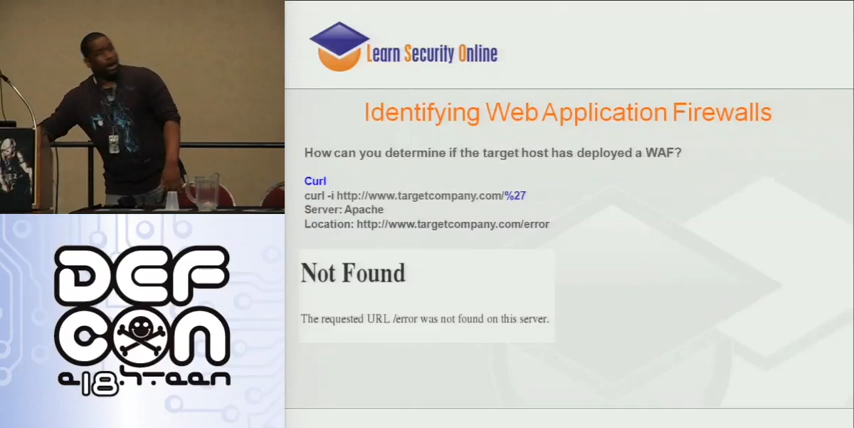 Learn Security Online
Identifying Web Application Firewalls
How can you determine if the target host has deployed a WAF?
Curl
curl -i http://www.targetcompany.com/%27
Server: Apache
Location: http://www.targetcompany.com/error
Not Found
The requested URL /error was not found on this server.
DEF
CON
e18hteen